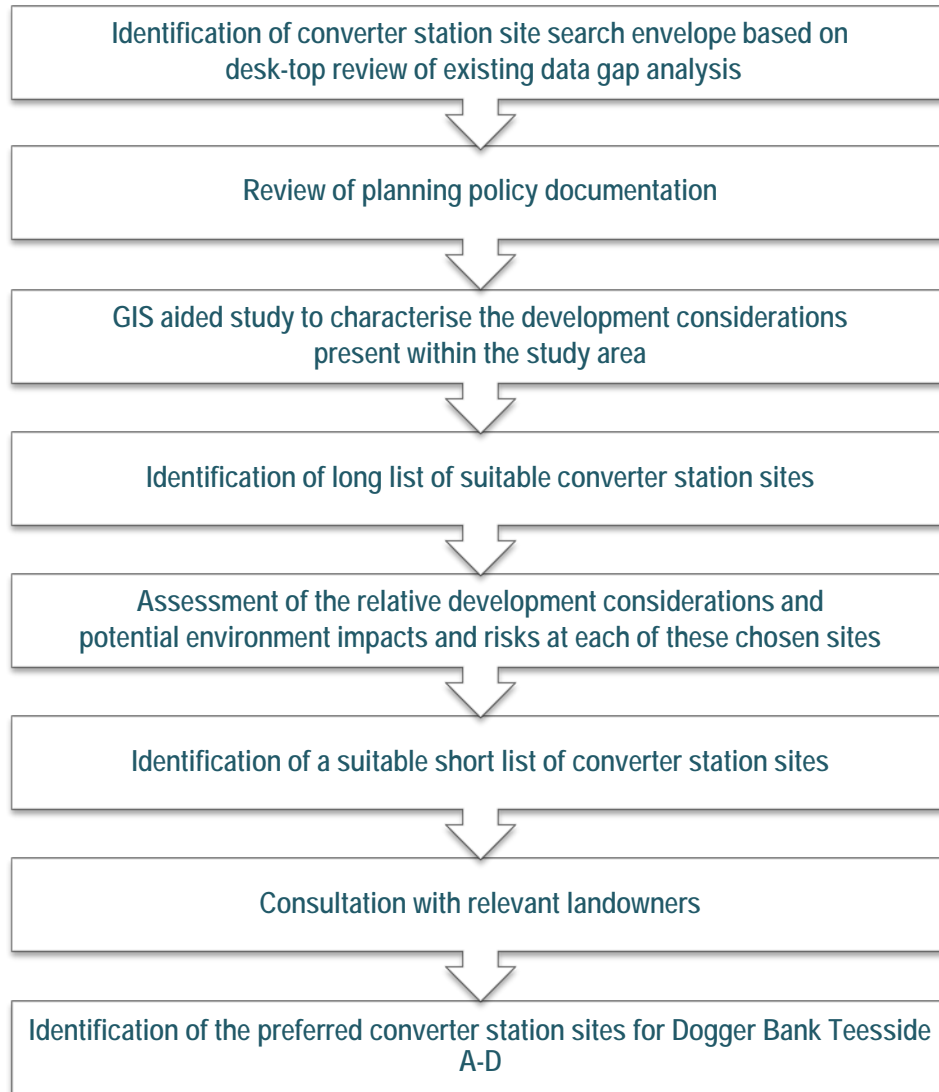 Identification of converter station site search envelope based on
desk-top review of existing data gap analysis
Review of planning policy documentation
GIS aided study to characterise the development considerations
present within the study area
Identification of long list of suitable converter station sites
Assessment of the relative development considerations and
potential environment impacts and risks at each of these chosen sites
Identification of a suitable short list of converter station sites
Consultation with relevant landowners
Identification of the preferred converter station sites for Dogger Bank Teesside
A-D